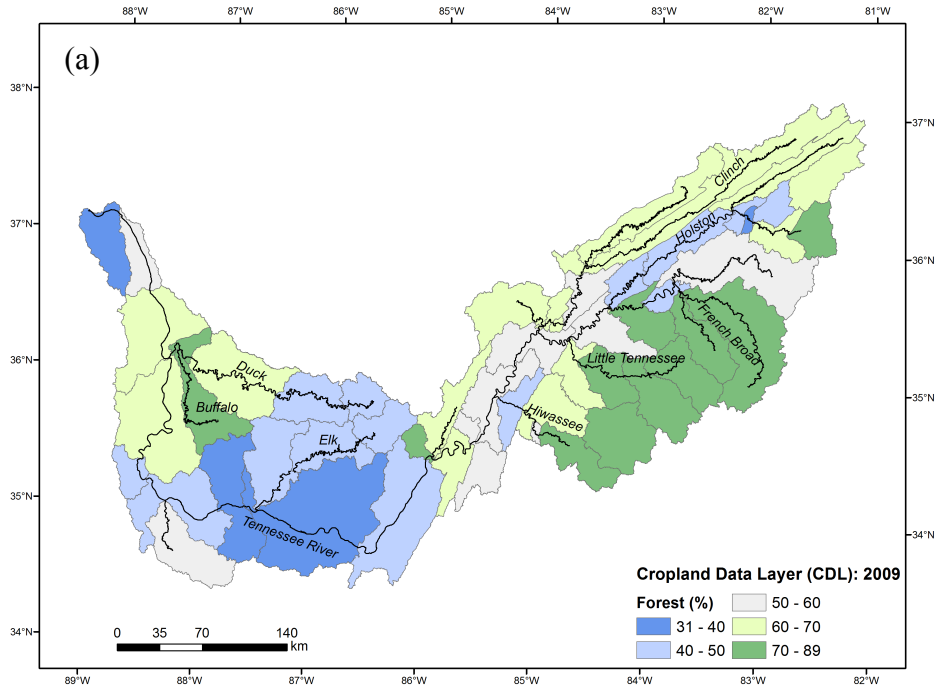 88°W 87°W 86°W 85°W 84°W 83°W 82°W 81°W
(a)
38°N
37°N
37°N
36°N
36°N
35°N
35°N
34°N
34°N
Clinch
Holston
French Broad
Little Tennessee
Hiwassee
Duck
Buffalo
Elk
Tennessee River
Cropland Data Layer (CDL): 2009
Forest (%)
50 - 60
31 - 40
60 - 70
40 - 50
70 - 89
0 35 70 140
km
89°W 88°W 87°W 86°W 85°W 84°W 83°W 82°W